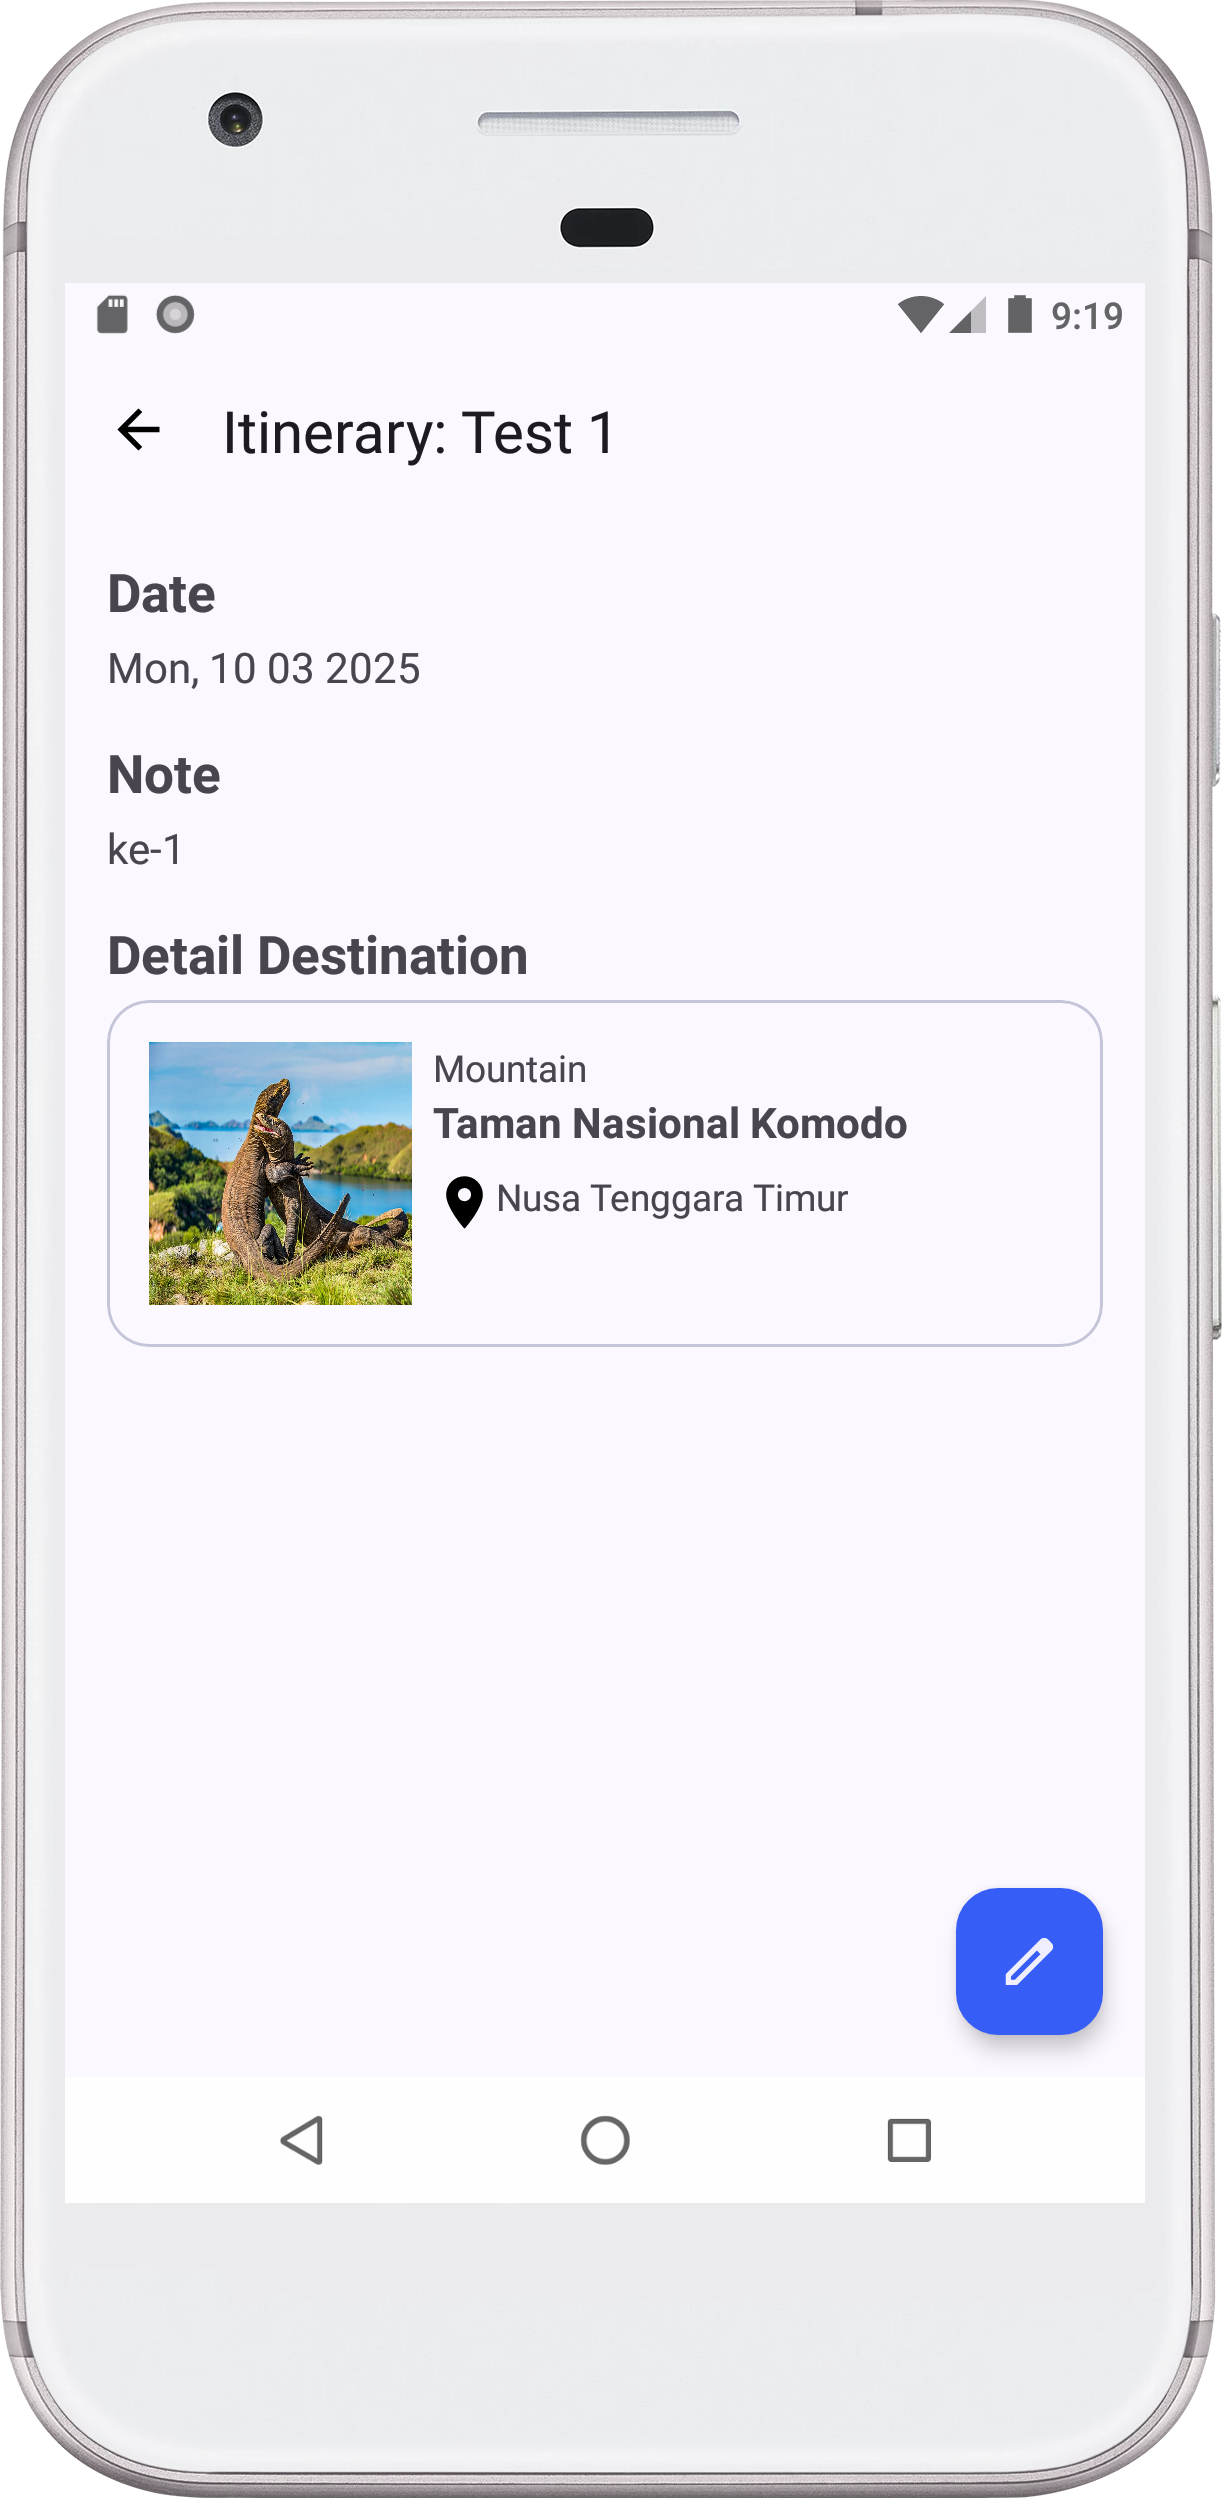 9:19
Itinerary: Test 1
Date
Mon, 10 03 2025
Note
ke-1
Detail Destination
Mountain
Taman Nasional Komodo
Nusa Tenggara Timur